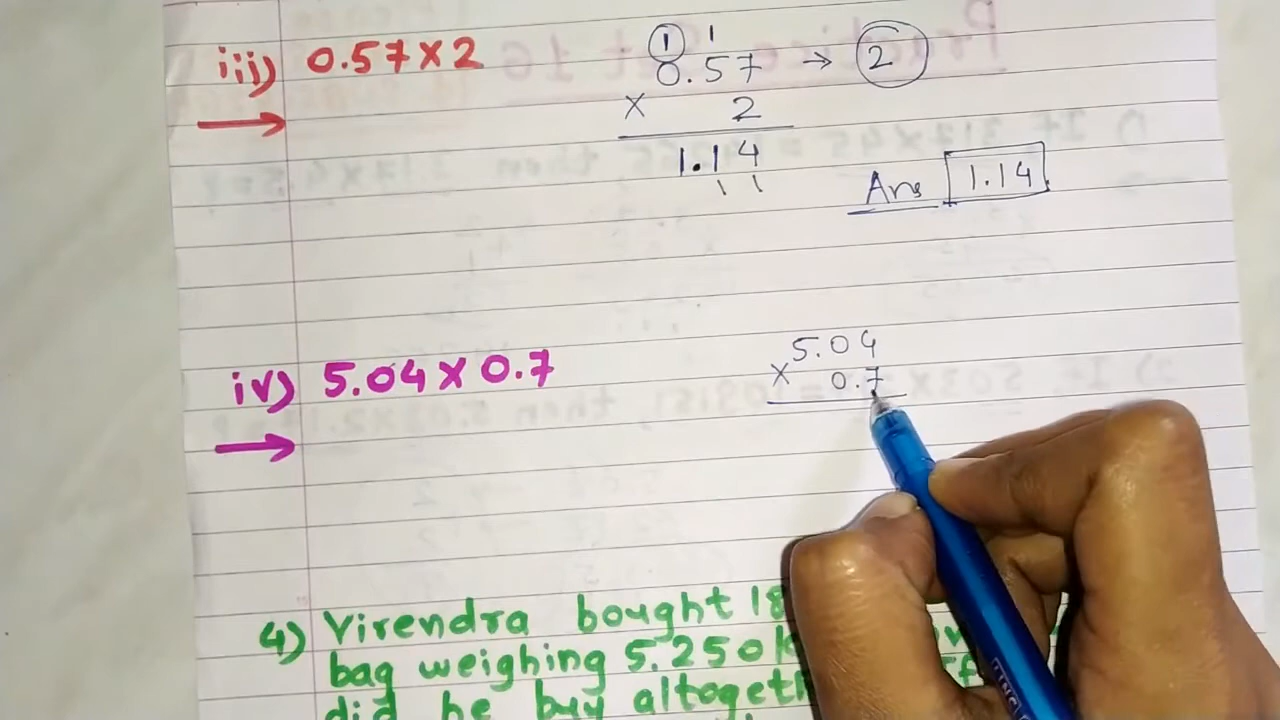 iii) 0.57 × 2
1 1
0.57 → 2
× 2
1.14
Ans 1.14
iv) 5.04 × 0.7
5.04
× 0.7
4) Virendra bought 18
bag weighing 5.250
did he buy